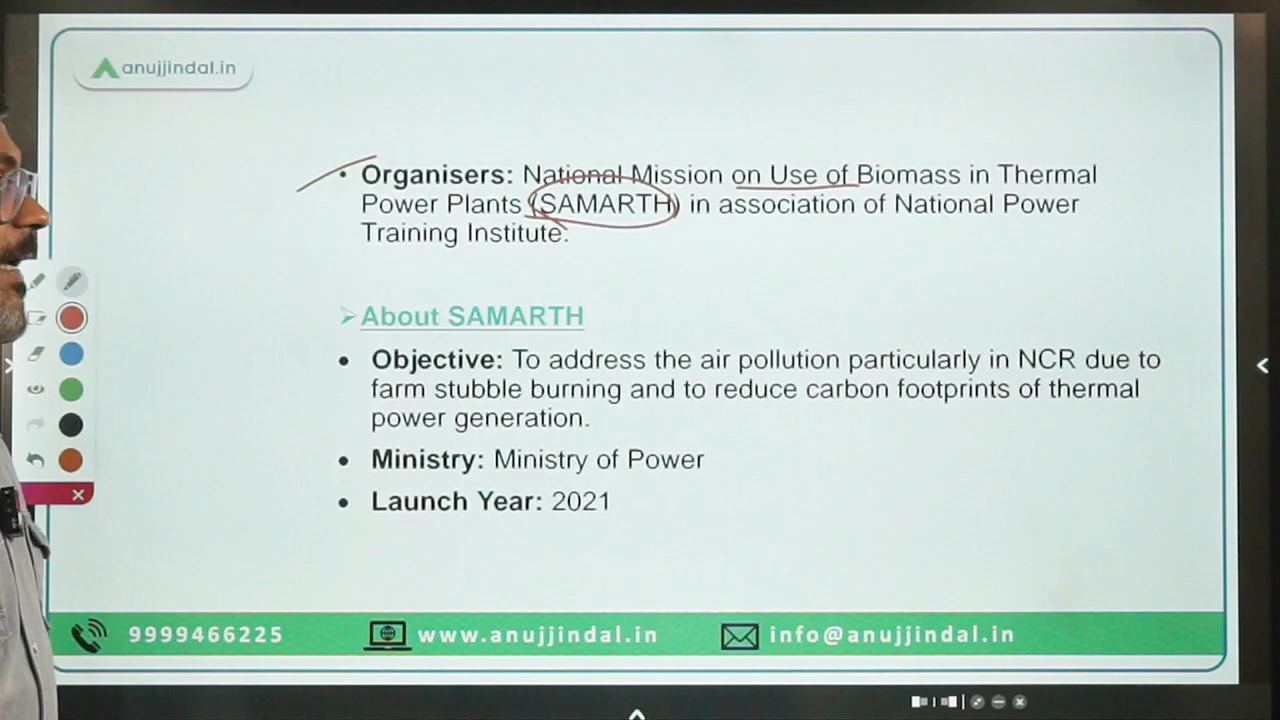 anujjindal.in
• Organisers: National Mission on Use of Biomass in Thermal
Power Plants (SAMARTH) in association of National Power
Training Institute.
➢ About SAMARTH
• Objective: To address the air pollution particularly in NCR due to
farm stubble burning and to reduce carbon footprints of thermal
power generation.
• Ministry: Ministry of Power
• Launch Year: 2021
9999466225 www.anujjindal.in info@anujjindal.in